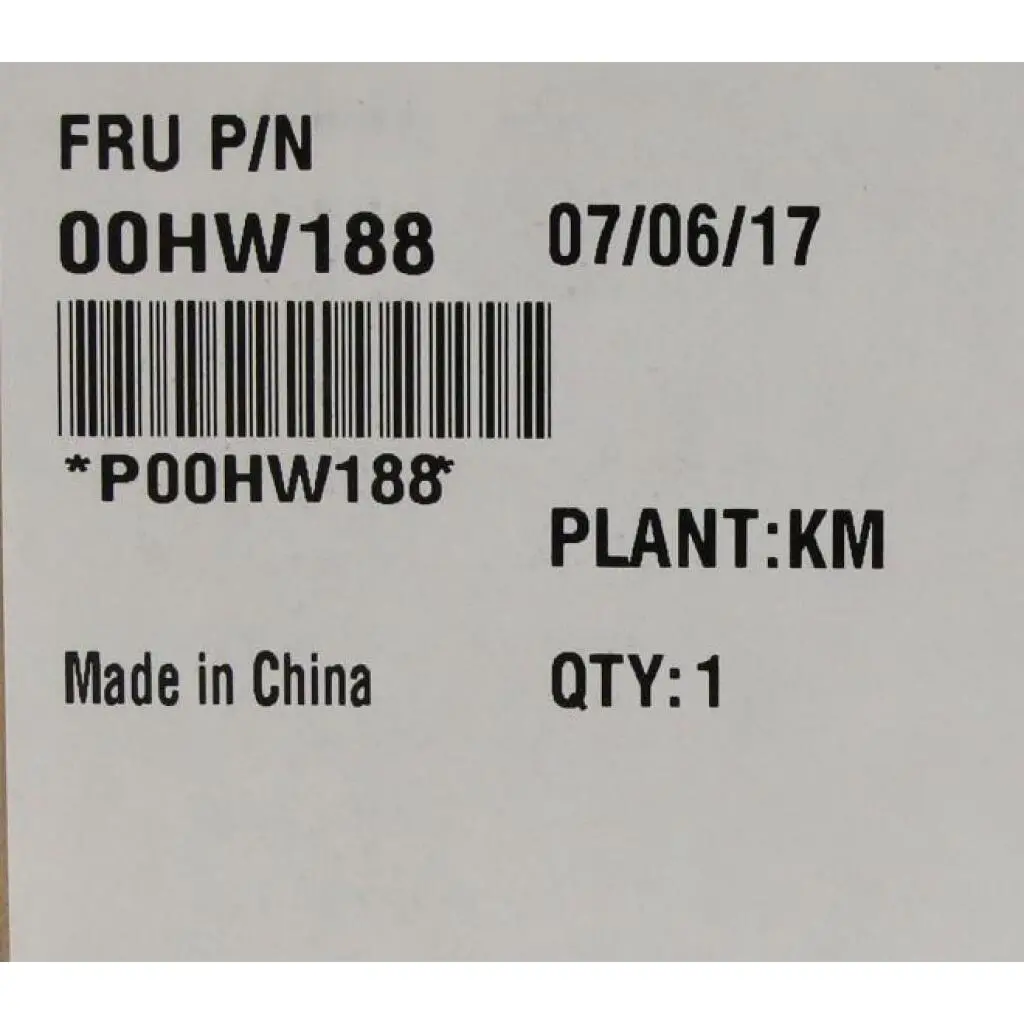 FRU P/N
00HW188 07/06/17
*P00HW188*
PLANT:KM
Made in China QTY: 1